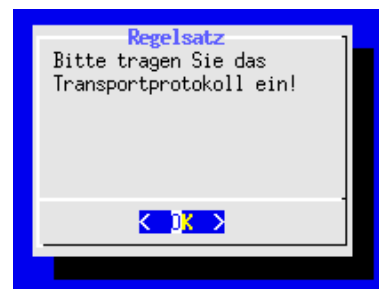 Regelsatz
Bitte tragen Sie das
Transportprotokoll ein!
< OK >